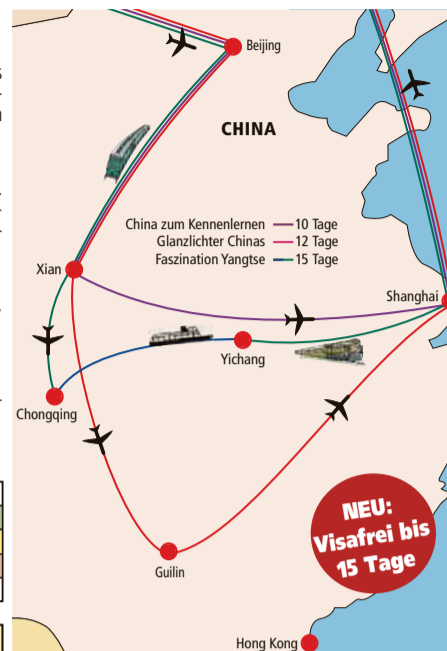 Beijing
CHINA
China zum Kennenlernen 10 Tage
Glanzlichter Chinas 12 Tage
Faszination Yangtse 15 Tage
Xian
Shanghai
Yichang
Chongqing
NEU:
Visafrei bis
15 Tage
Guilin
Hong Kong